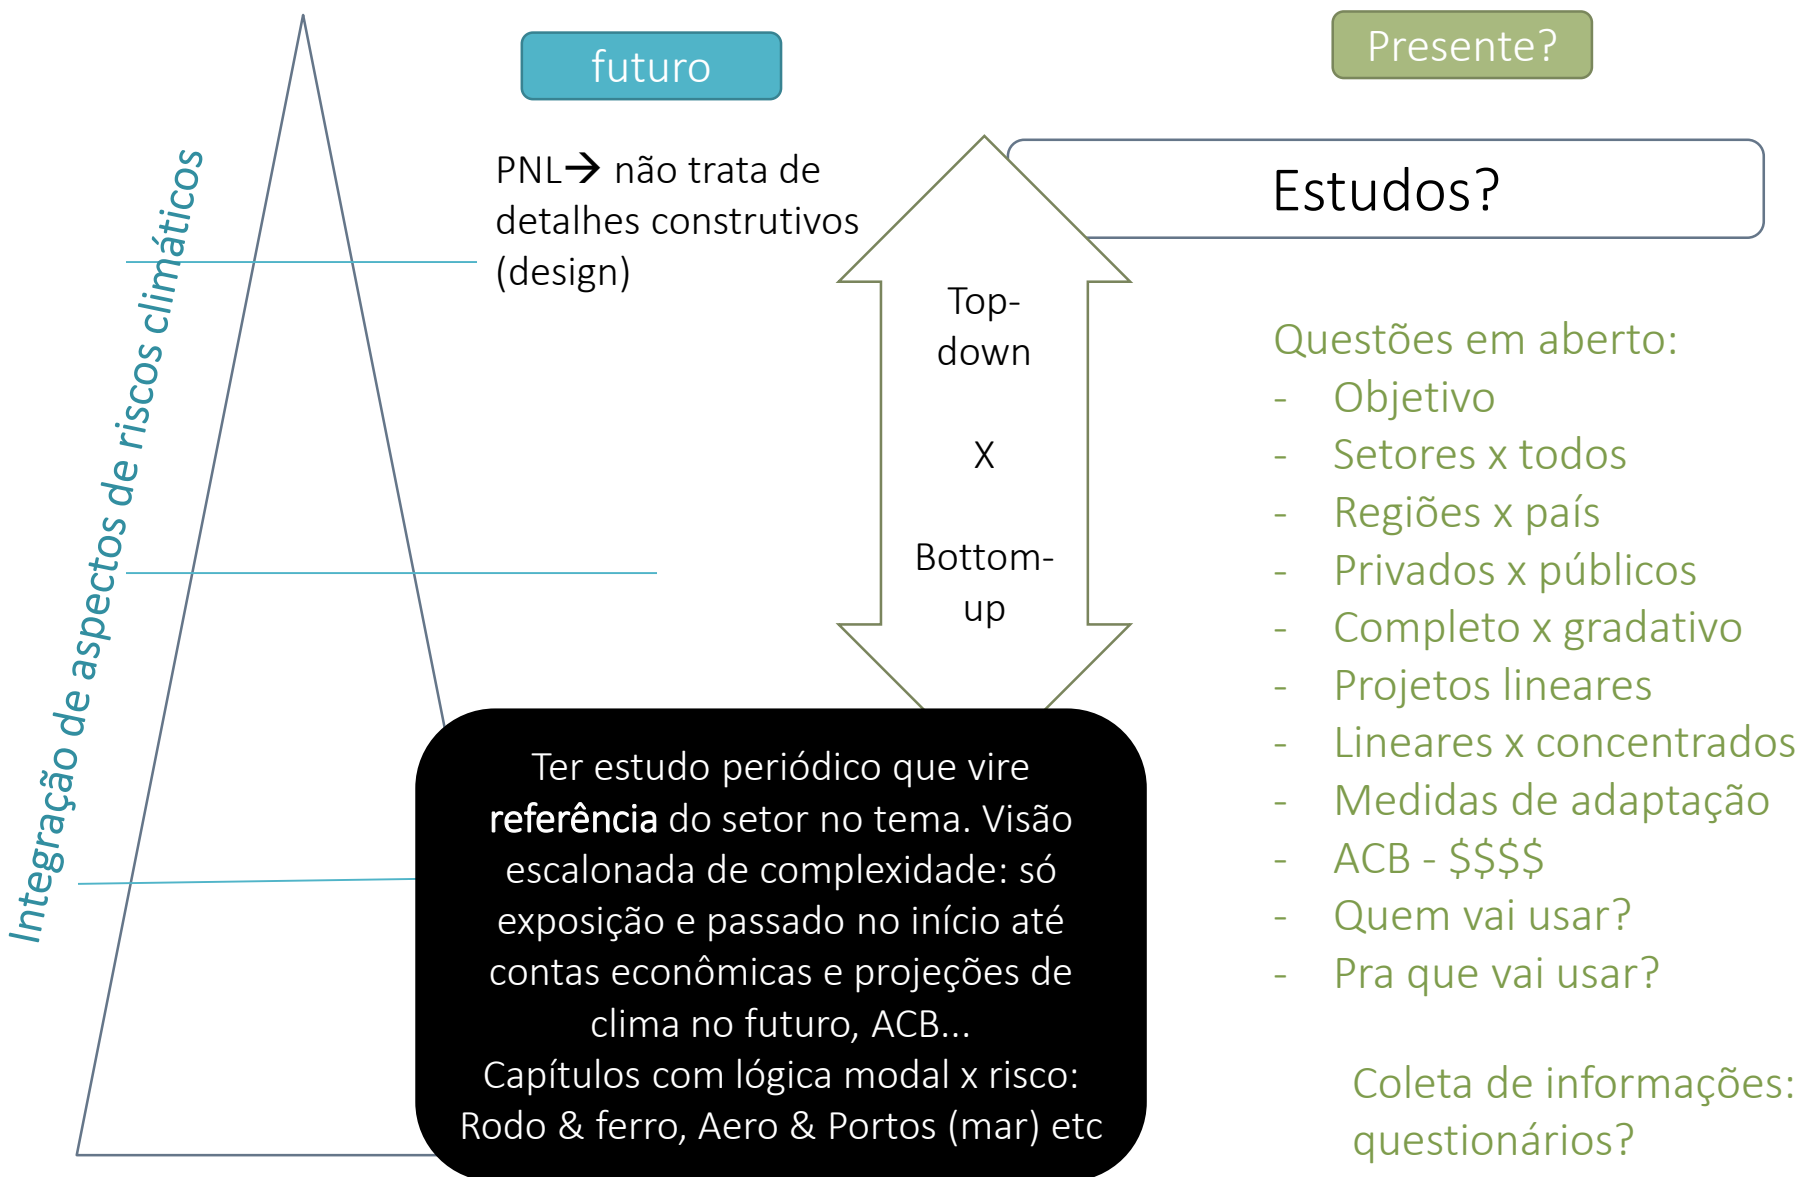 Integração de aspectos de riscos climáticos
futuro
PNL→ não trata de
detalhes construtivos
(design)
Top-
down
X
Bottom-
up
Ter estudo periódico que vire
referência do setor no tema. Visão
escalonada de complexidade: só
exposição e passado no início até
contas econômicas e projeções de
clima no futuro, ACB...
Capítulos com lógica modal x risco:
Rodo & ferro, Aero & Portos (mar) etc
Presente?
Estudos?
Questões em aberto:
- Objetivo
- Setores x todos
- Regiões x país
- Privados x públicos
- Completo x gradativo
- Projetos lineares
- Lineares x concentrados
- Medidas de adaptação
- ACB - $$$$
- Quem vai usar?
- Pra que vai usar?
Coleta de informações:
questionários?